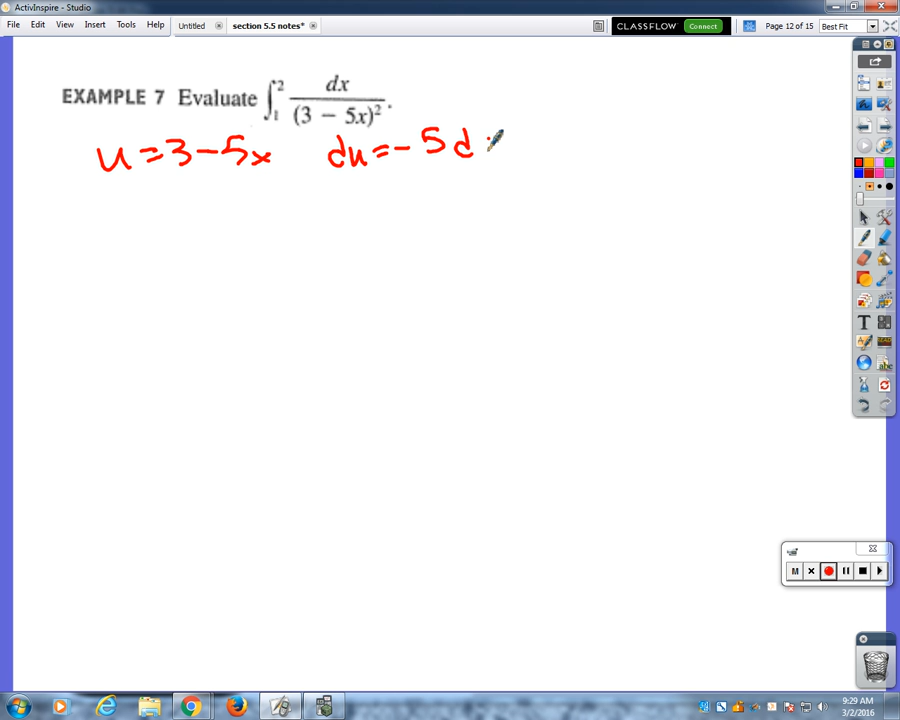 ActivInspire - Studio
File Edit View Insert Tools Help Untitled section 5.5 notes* CLASSFLOW Connect Page 12 of 15 Best Fit
EXAMPLE 7 Evaluate ∫₁² dx/(3 − 5x)² .
u = 3 − 5x du = − 5 d
T
abc
M
9:29 AM
3/2/2016